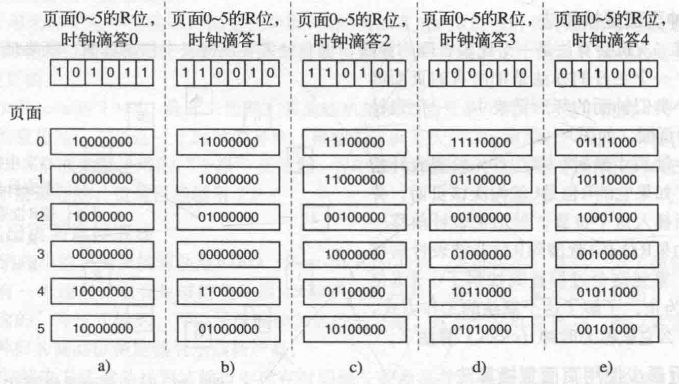 页面0~5的R位, 页面0~5的R位, 页面0~5的R位, 页面0~5的R位, 页面0~5的R位,
时钟滴答0 时钟滴答1 时钟滴答2 时钟滴答3 时钟滴答4
1 0 1 0 1 1 1 1 0 0 1 0 1 1 0 1 0 1 1 0 0 0 1 0 0 1 1 0 0 0
页面
0 10000000 11000000 11100000 11110000 01111000
1 00000000 10000000 11000000 01100000 10110000
2 10000000 01000000 00100000 00010000 10001000
3 00000000 00000000 10000000 01000000 00100000
4 10000000 11000000 01100000 10110000 01011000
5 10000000 01000000 10100000 01010000 00101000
a) b) c) d) e)